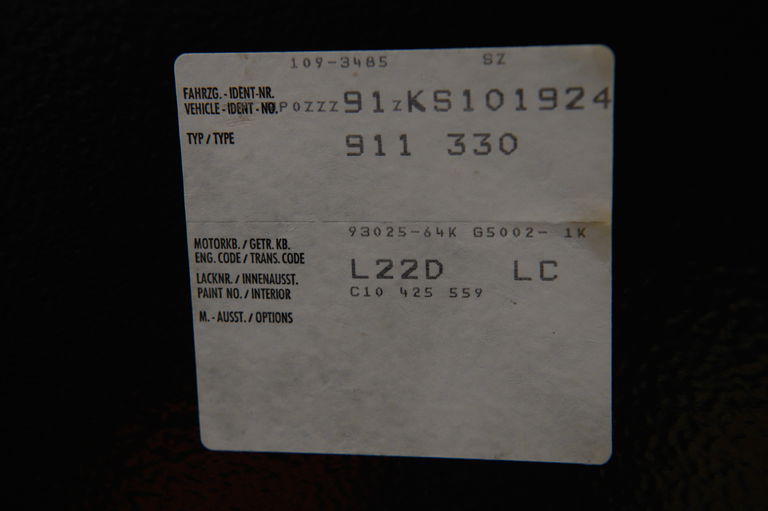 109-3485 SZ
FAHRZG.-IDENT-NR.
VEHICLE-IDENT-NO. WP0ZZZ91ZKS101924
TYP/TYPE 911 330
93025-64K G5002- 1K
MOTORKB./GETR.KB.
ENG.CODE/TRANS.CODE L22D LC
LACKNR./INNENAUSST.
PAINT NO./INTERIOR C10 425 559
M.-AUSST./OPTIONS